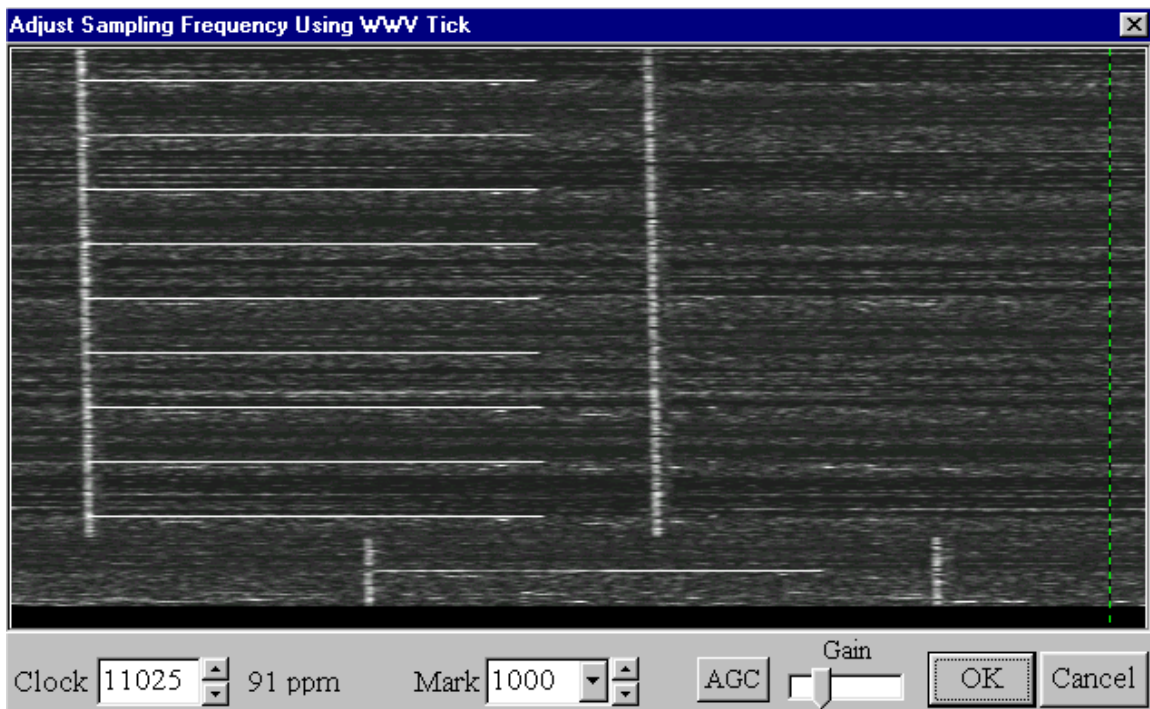 Adjust Sampling Frequency Using WWV Tick
Gain
Clock 11025 91 ppm Mark 1000 AGC OK Cancel